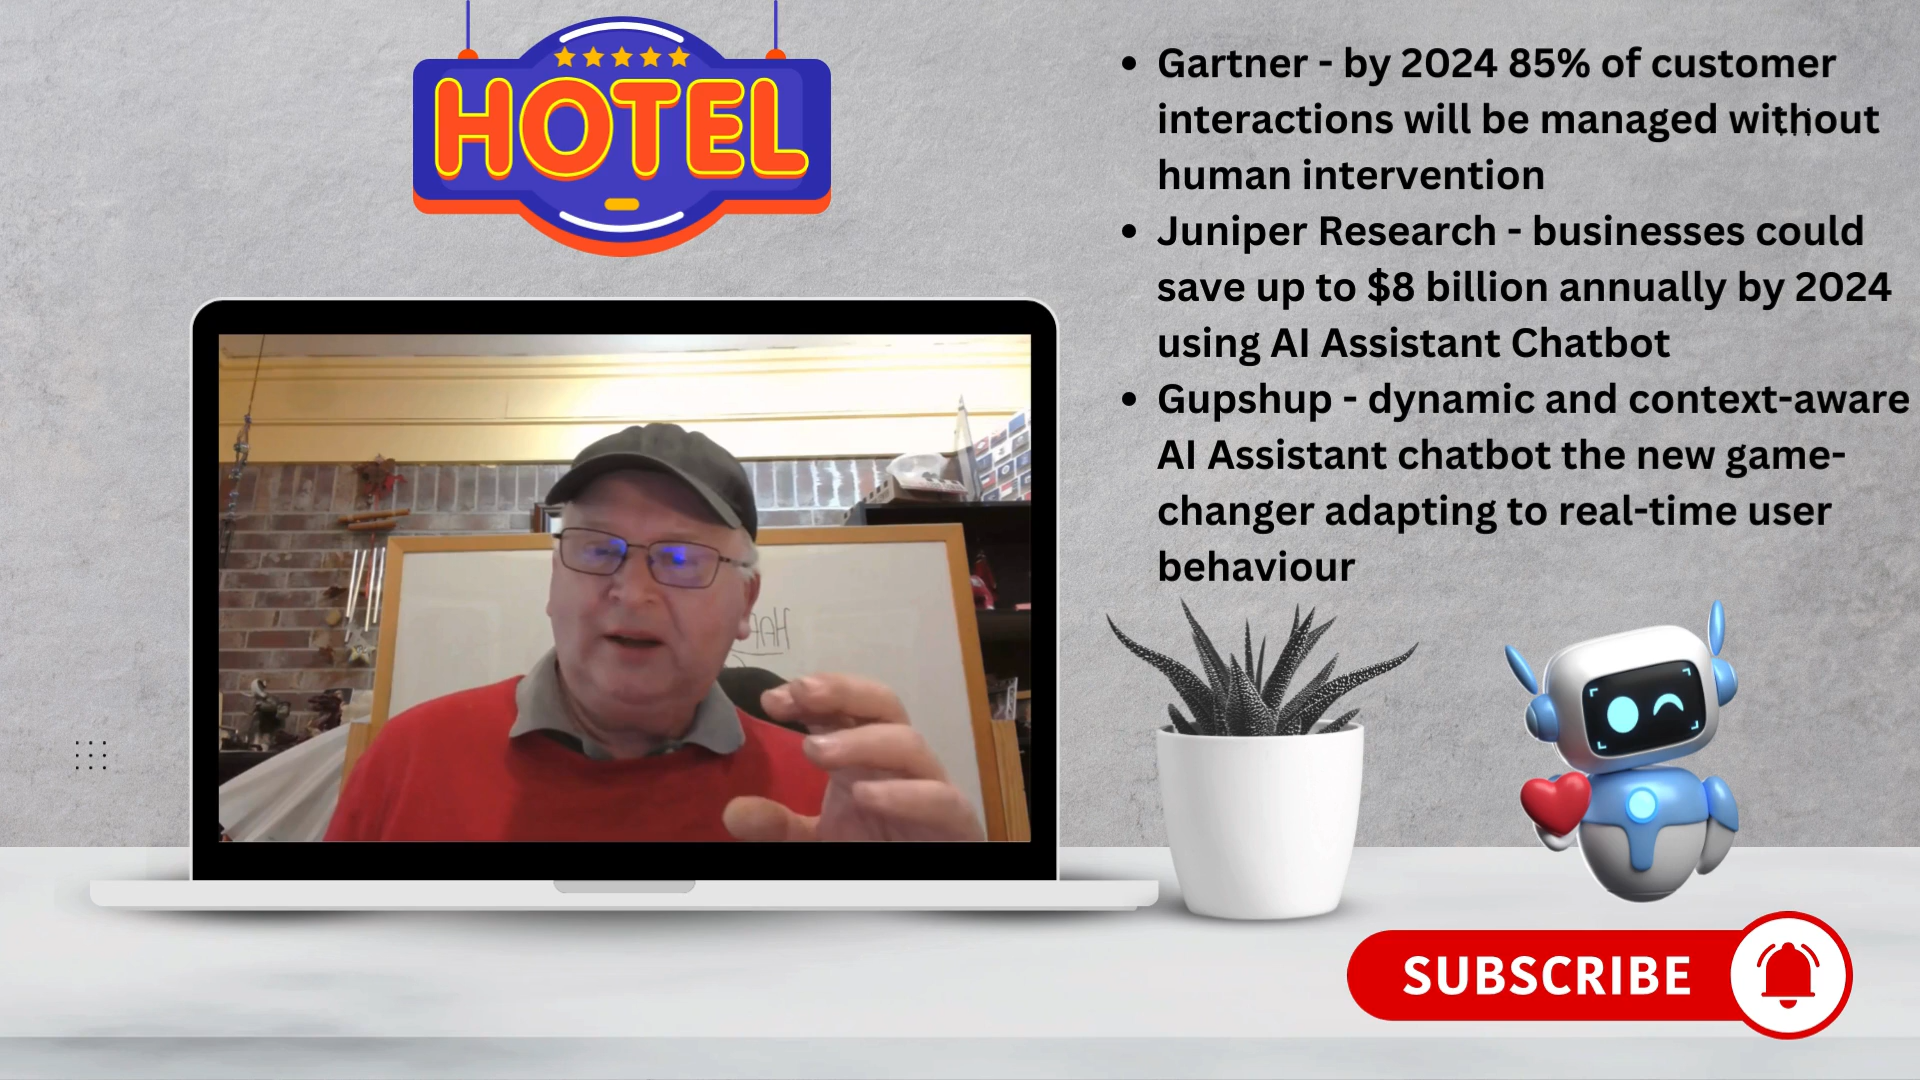 HOTEL
• Gartner - by 2024 85% of customer
interactions will be managed without
human intervention
• Juniper Research - businesses could
save up to $8 billion annually by 2024
using AI Assistant Chatbot
• Gupshup - dynamic and context-aware
AI Assistant chatbot the new game-
changer adapting to real-time user
behaviour
SUBSCRIBE